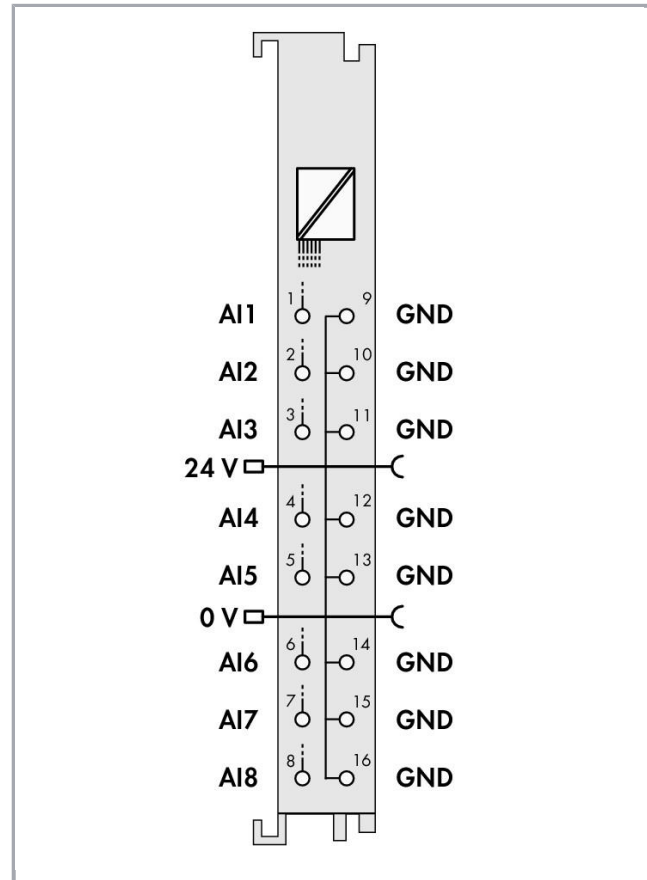 AI1 1 9 GND
AI2 2 10 GND
AI3 3 11 GND
24 V
AI4 4 12 GND
AI5 5 13 GND
0 V
AI6 6 14 GND
AI7 7 15 GND
AI8 8 16 GND